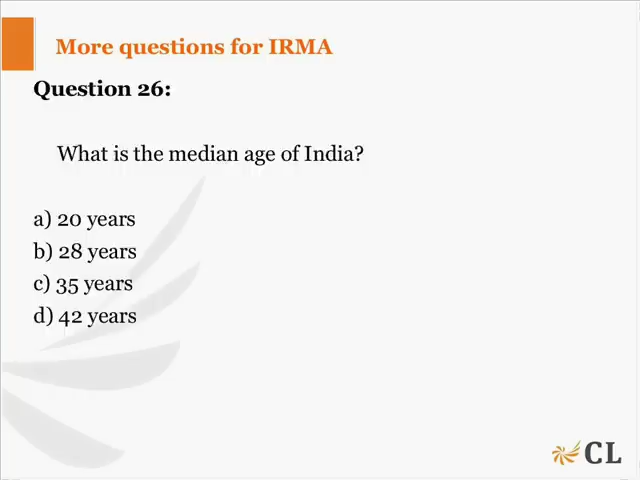 More questions for IRMA
Question 26:
What is the median age of India?
a) 20 years
b) 28 years
c) 35 years
d) 42 years
CL